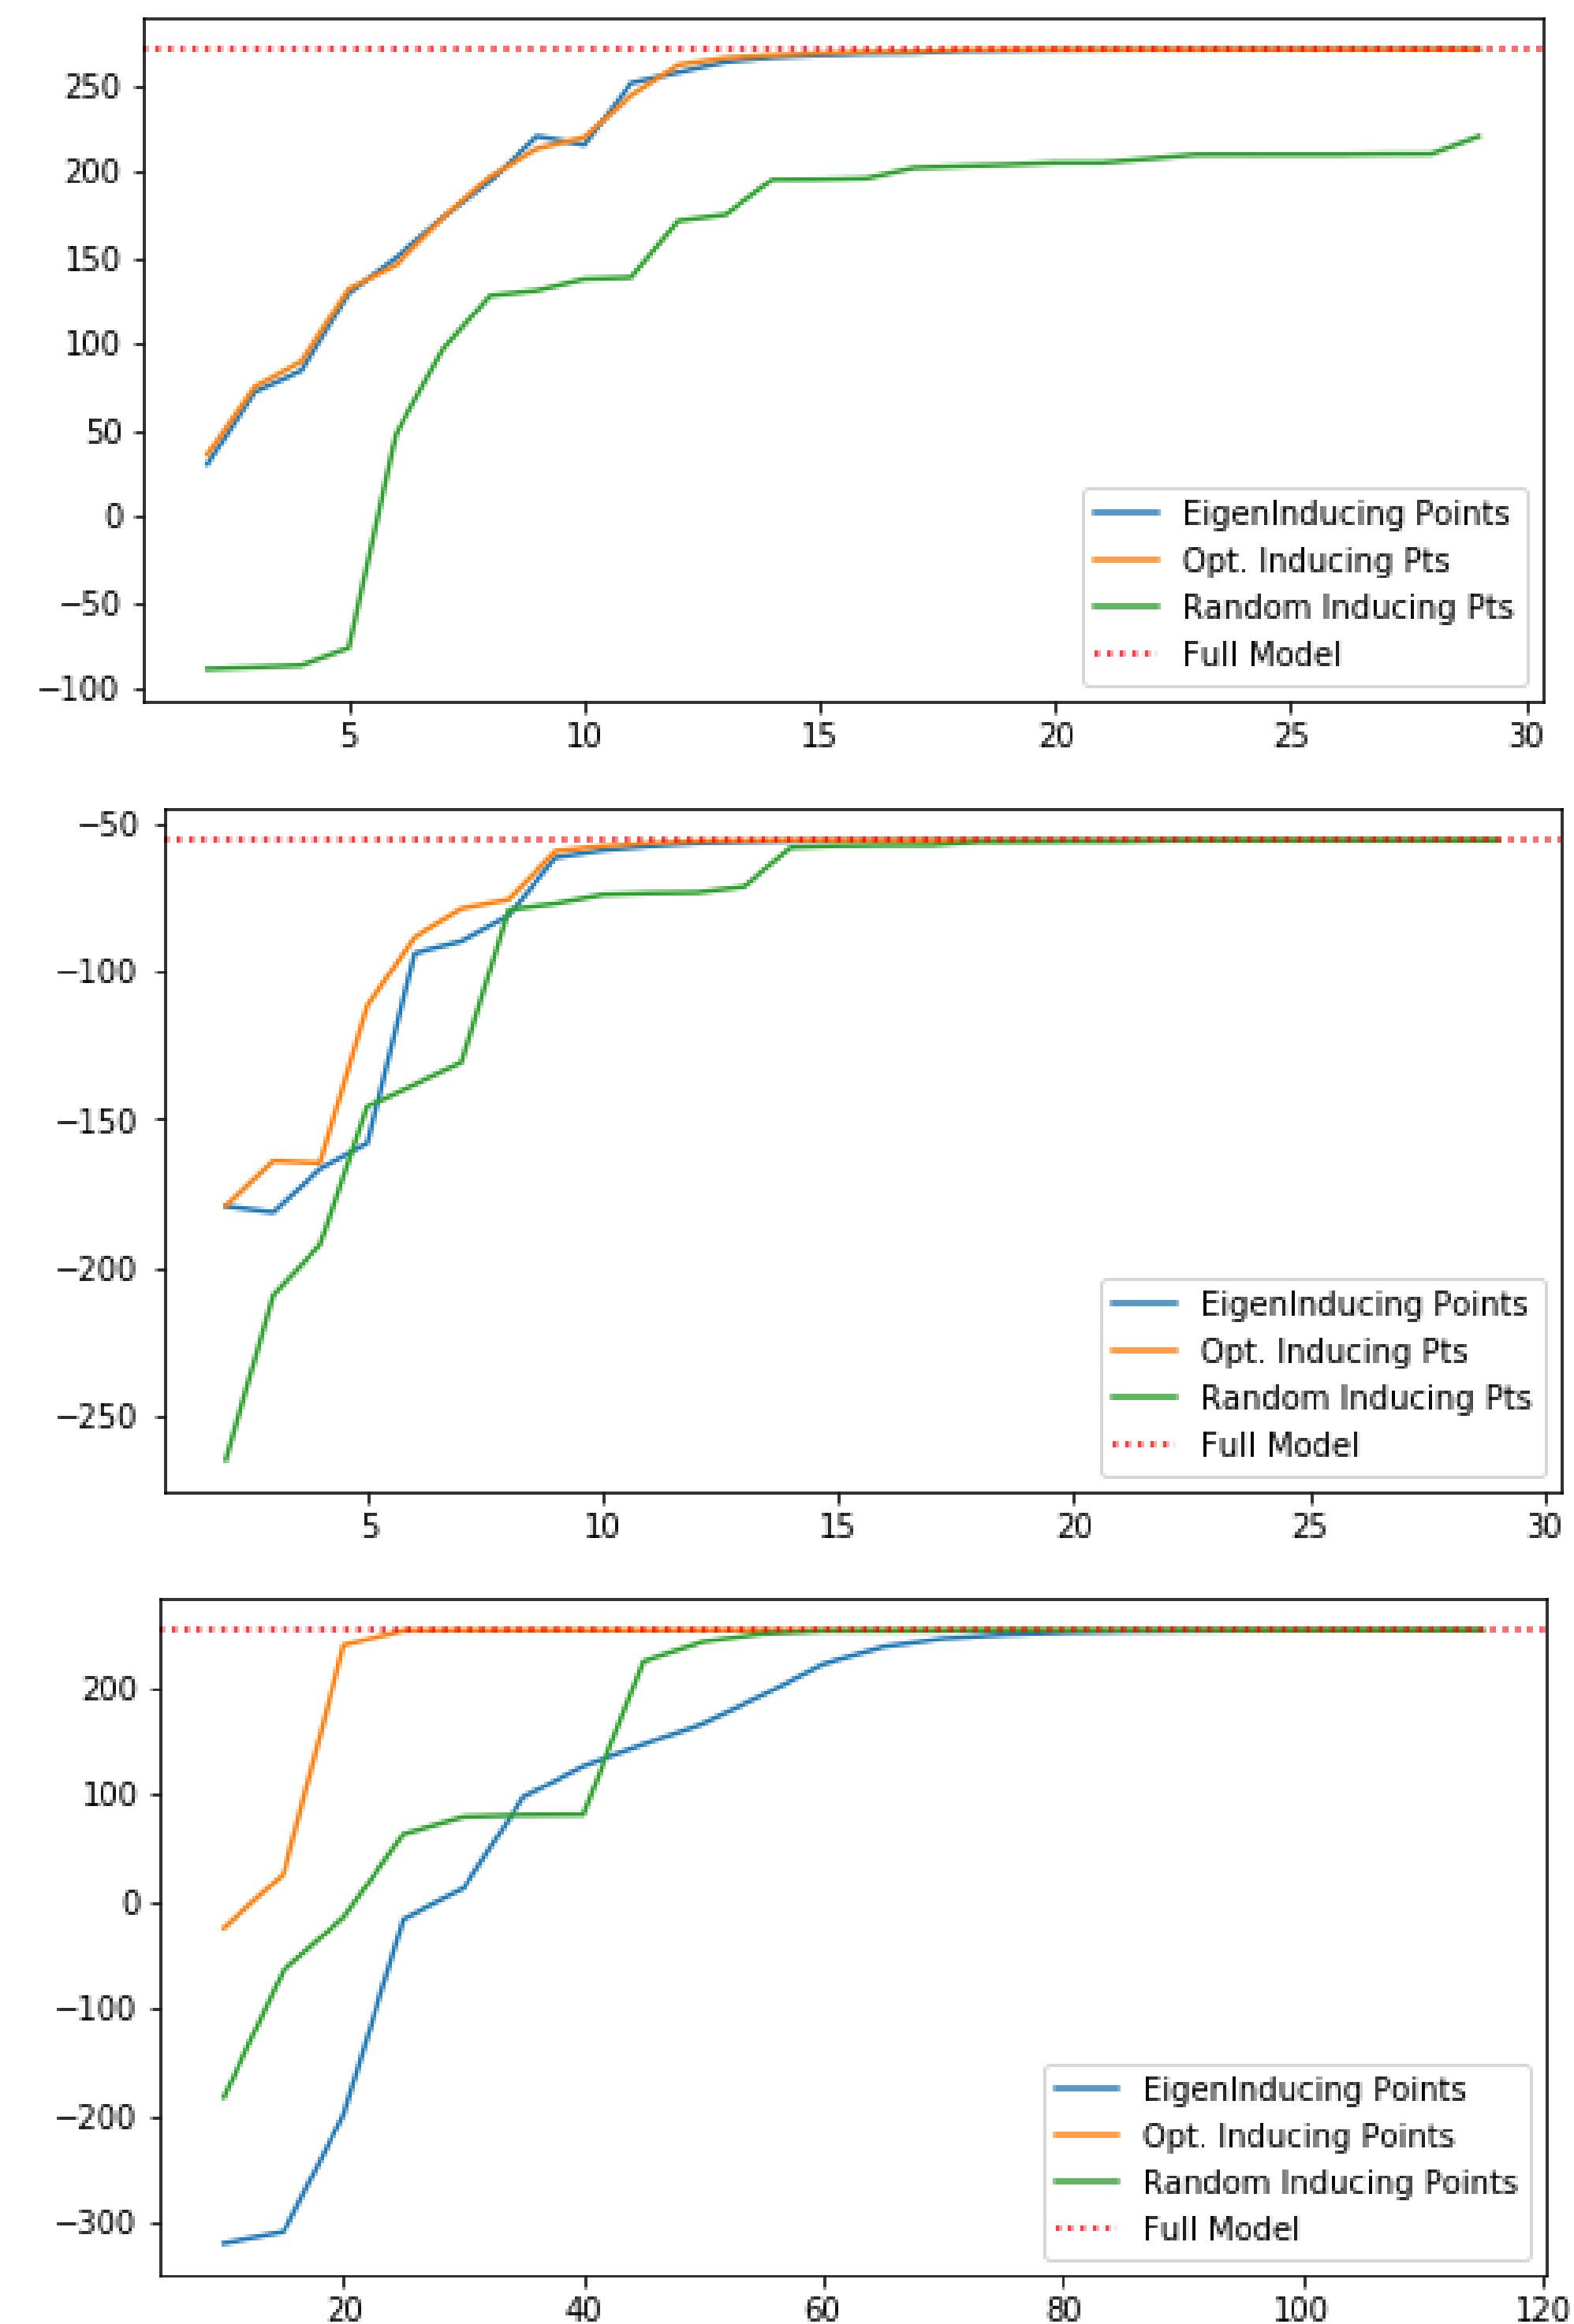 250
200
150
100
50
0
−50
−100
EigenInducing Points
Opt. Inducing Pts
Random Inducing Pts
Full Model
5 10 15 20 25 30
−50
−100
−150
−200
−250
EigenInducing Points
Opt. Inducing Pts
Random Inducing Pts
Full Model
5 10 15 20 25 30
200
100
0
−100
−200
−300
EigenInducing Points
Opt. Inducing Points
Random Inducing Points
Full Model
20 40 60 80 100 120